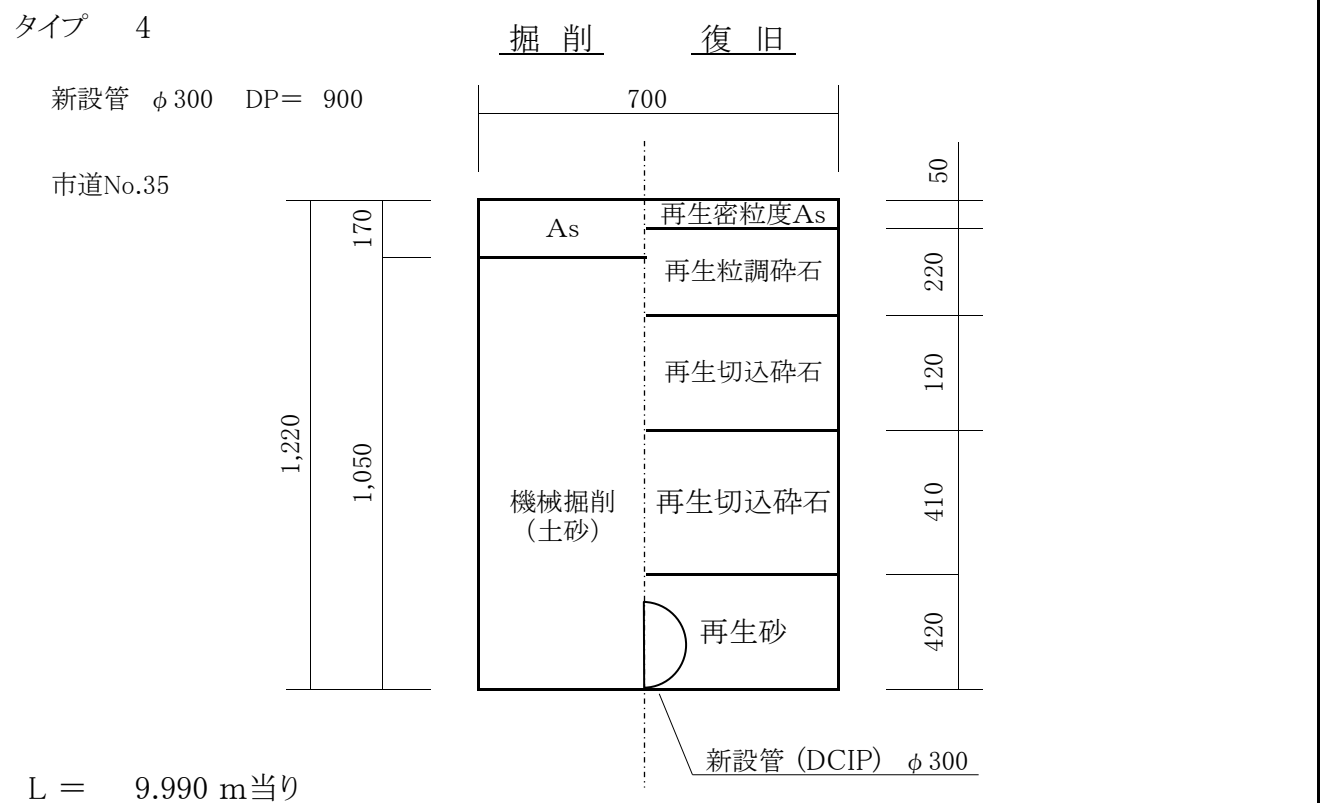 タイプ 4
掘 削 復 旧
新設管 φ300 DP＝ 900
700
市道No.35
50
170
As
再生密粒度As
再生粒調砕石
220
再生切込砕石
120
1,220
1,050
機械掘削
（土砂）
再生切込砕石
410
再生砂
420
新設管 (DCIP) φ300
L ＝ 9.990 m当り